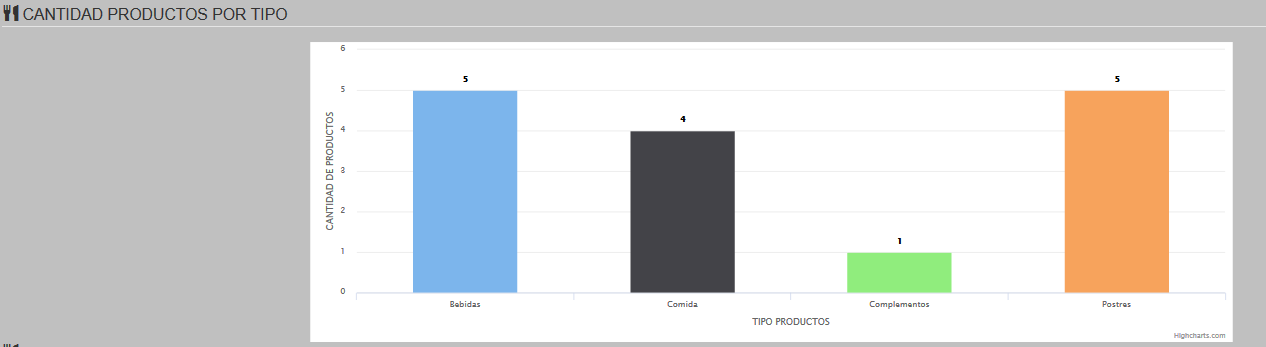 CANTIDAD PRODUCTOS POR TIPO
6
5
4
3
2
1
0
CANTIDAD DE PRODUCTOS
5
4
1
5
Bebidas
Comida
Complementos
Postres
TIPO PRODUCTOS
Highcharts.com